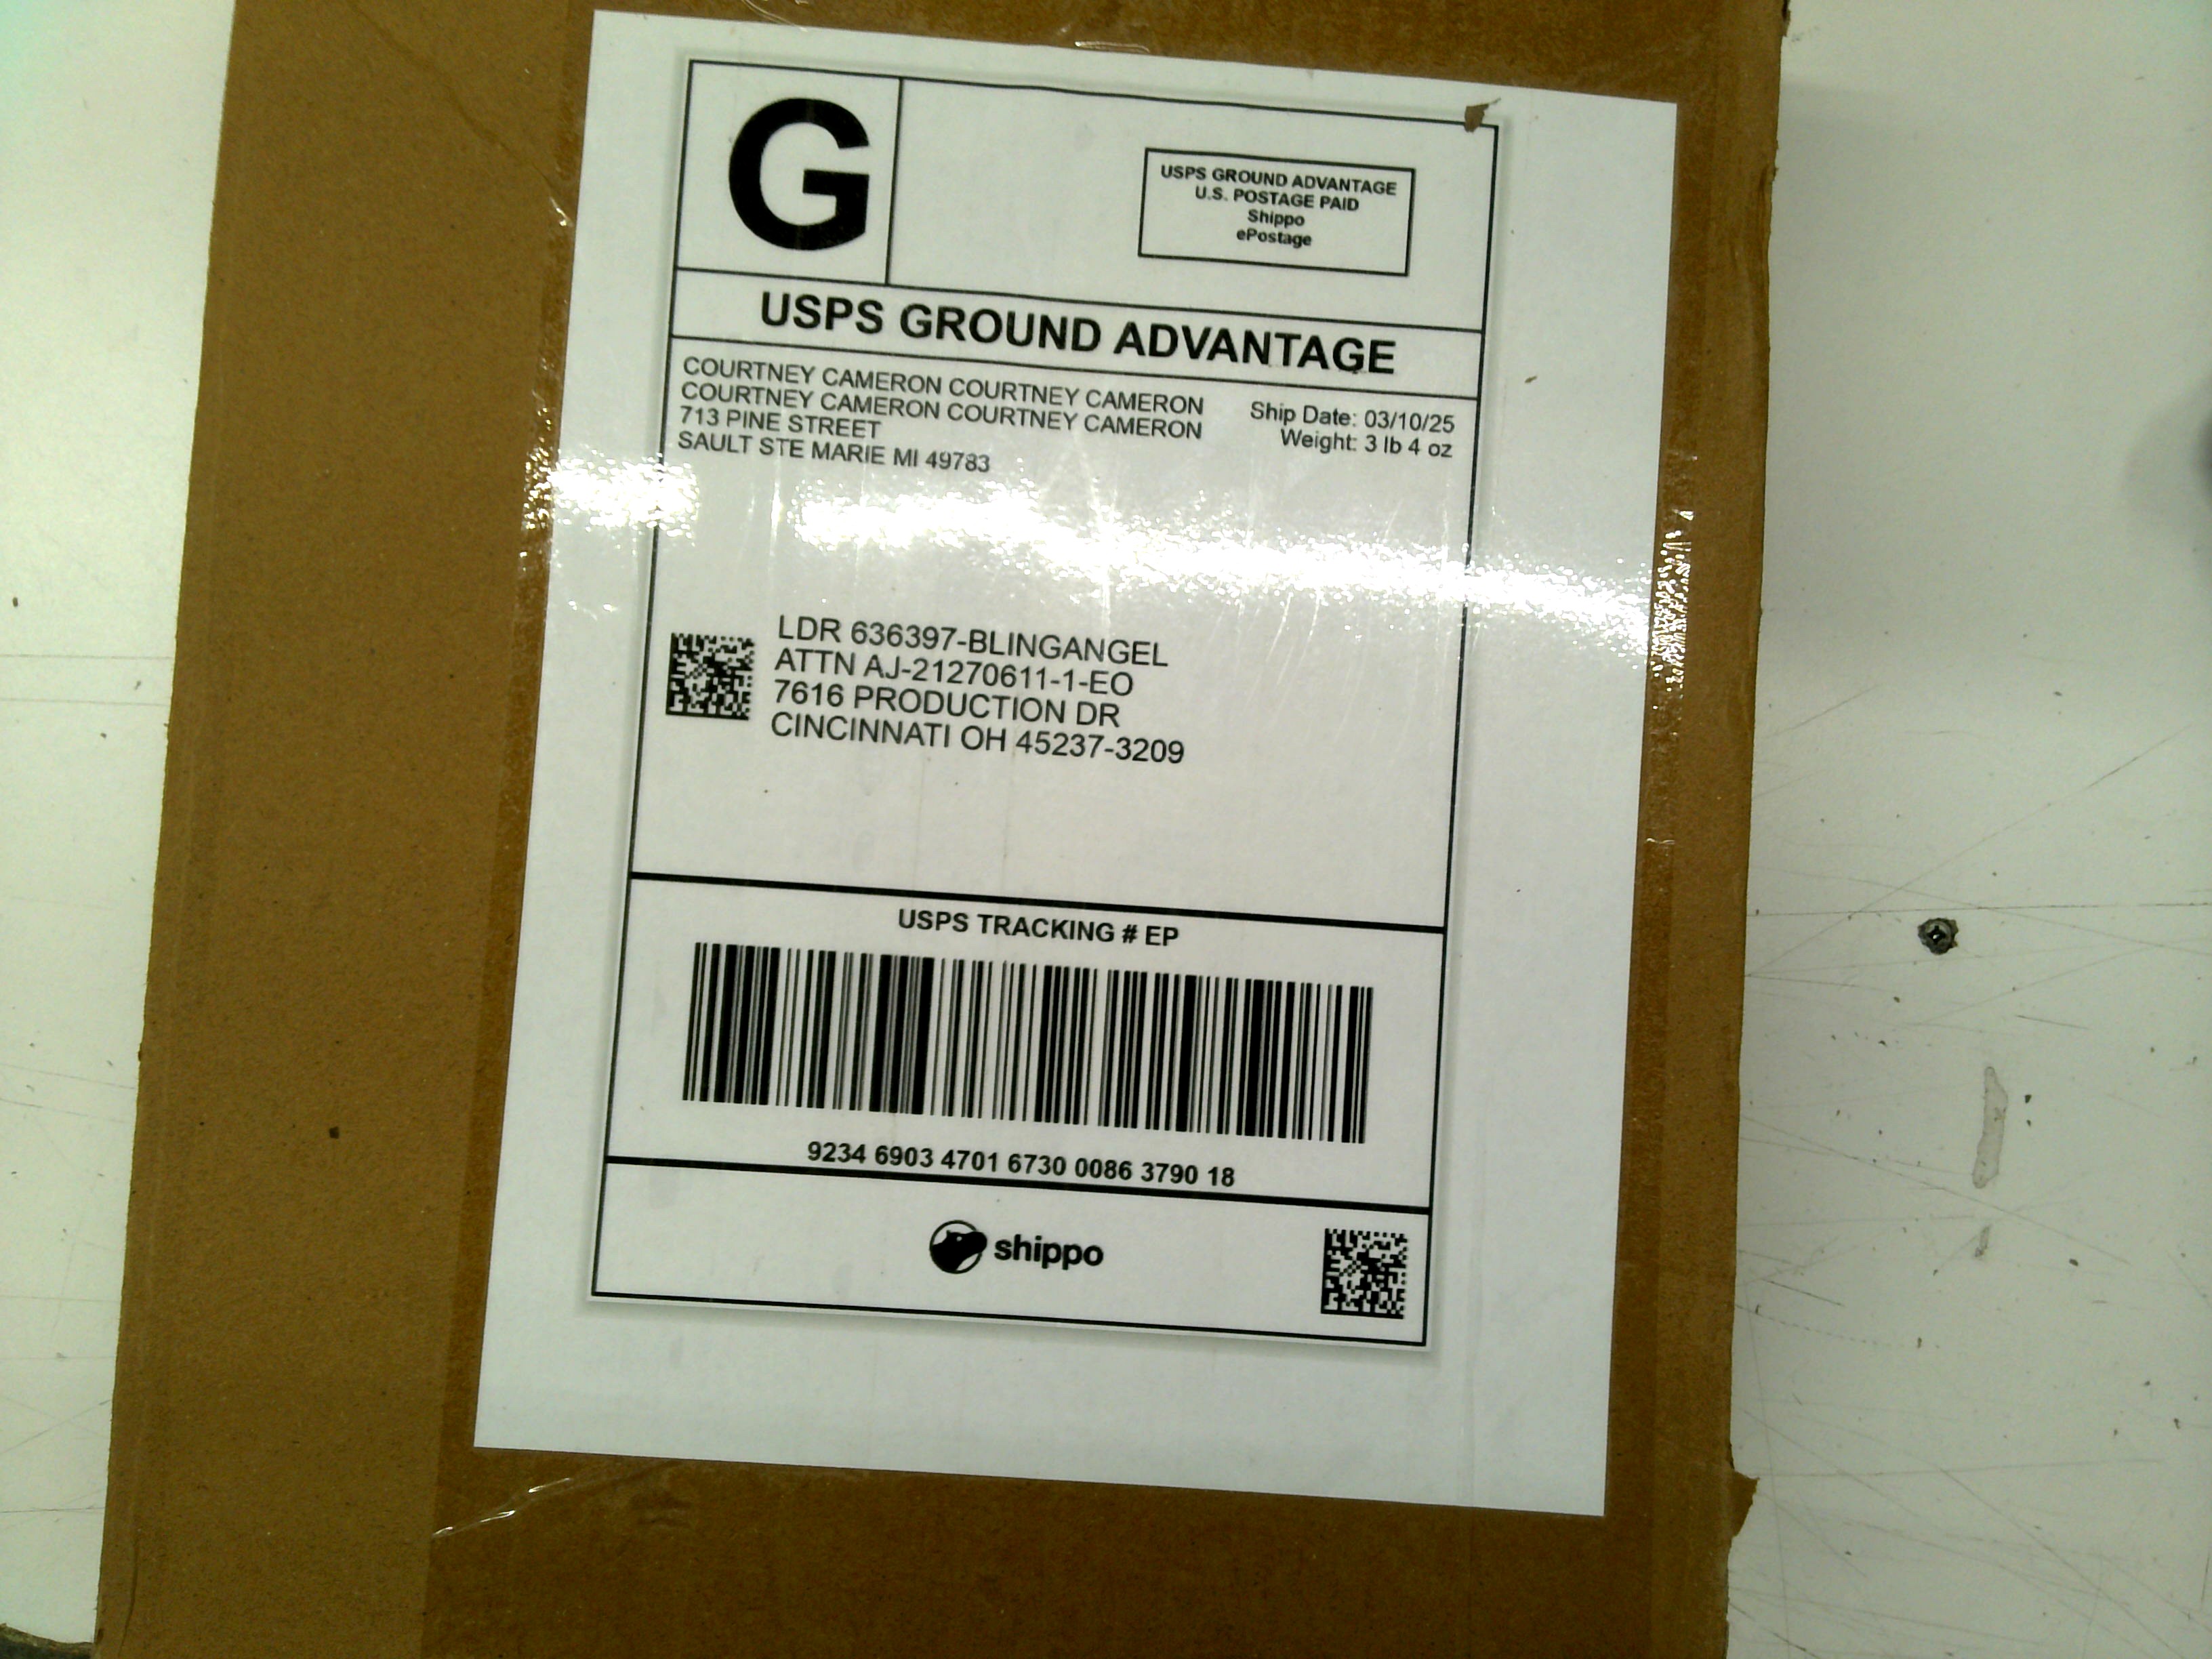 G
USPS GROUND ADVANTAGE
U.S. POSTAGE PAID
Shippo
ePostage
USPS GROUND ADVANTAGE
COURTNEY CAMERON COURTNEY CAMERON
COURTNEY CAMERON COURTNEY CAMERON
713 PINE STREET
SAULT STE MARIE MI 49783
Ship Date: 03/10/25
Weight: 3 lb 4 oz
LDR 636397-BLINGANGEL
ATTN AJ-21270611-1-EO
7616 PRODUCTION DR
CINCINNATI OH 45237-3209
USPS TRACKING # EP
9234 6903 4701 6730 0086 3790 18
shippo